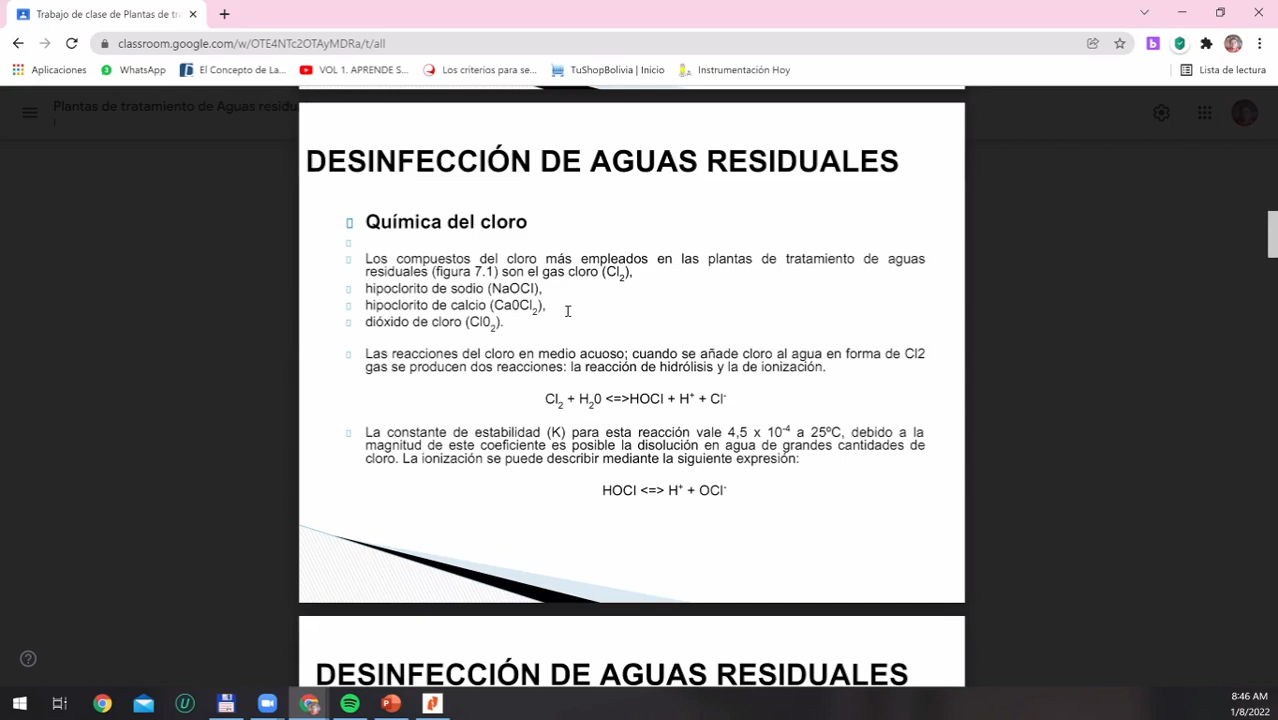 Trabajo de clase de Plantas de tr
classroom.google.com/w/OTE4NTc2OTAyMDRa/t/all
Aplicaciones WhatsApp El Concepto de La... VOL 1. APRENDE S... Los criterios para se... TuShopBolivia | Inicio Instrumentación Hoy Lista de lectura
Plantas de tratamiento de Aguas residu
I
DESINFECCIÓN DE AGUAS RESIDUALES
Química del cloro
Los compuestos del cloro más empleados en las plantas de tratamiento de aguas
residuales (figura 7.1) son el gas cloro (Cl2),
hipoclorito de sodio (NaOCl),
hipoclorito de calcio (Ca0Cl2),
dióxido de cloro (Cl02).
Las reacciones del cloro en medio acuoso; cuando se añade cloro al agua en forma de Cl2
gas se producen dos reacciones: la reacción de hidrólisis y la de ionización.
Cl2 + H20 <=>HOCl + H+ + Cl-
La constante de estabilidad (K) para esta reacción vale 4,5 x 10-4 a 25ºC, debido a la
magnitud de este coeficiente es posible la disolución en agua de grandes cantidades de
cloro. La ionización se puede describir mediante la siguiente expresión:
HOCl <=> H+ + OCl-
DESINFECCIÓN DE AGUAS RESIDUALES
8:46 AM
1/8/2022